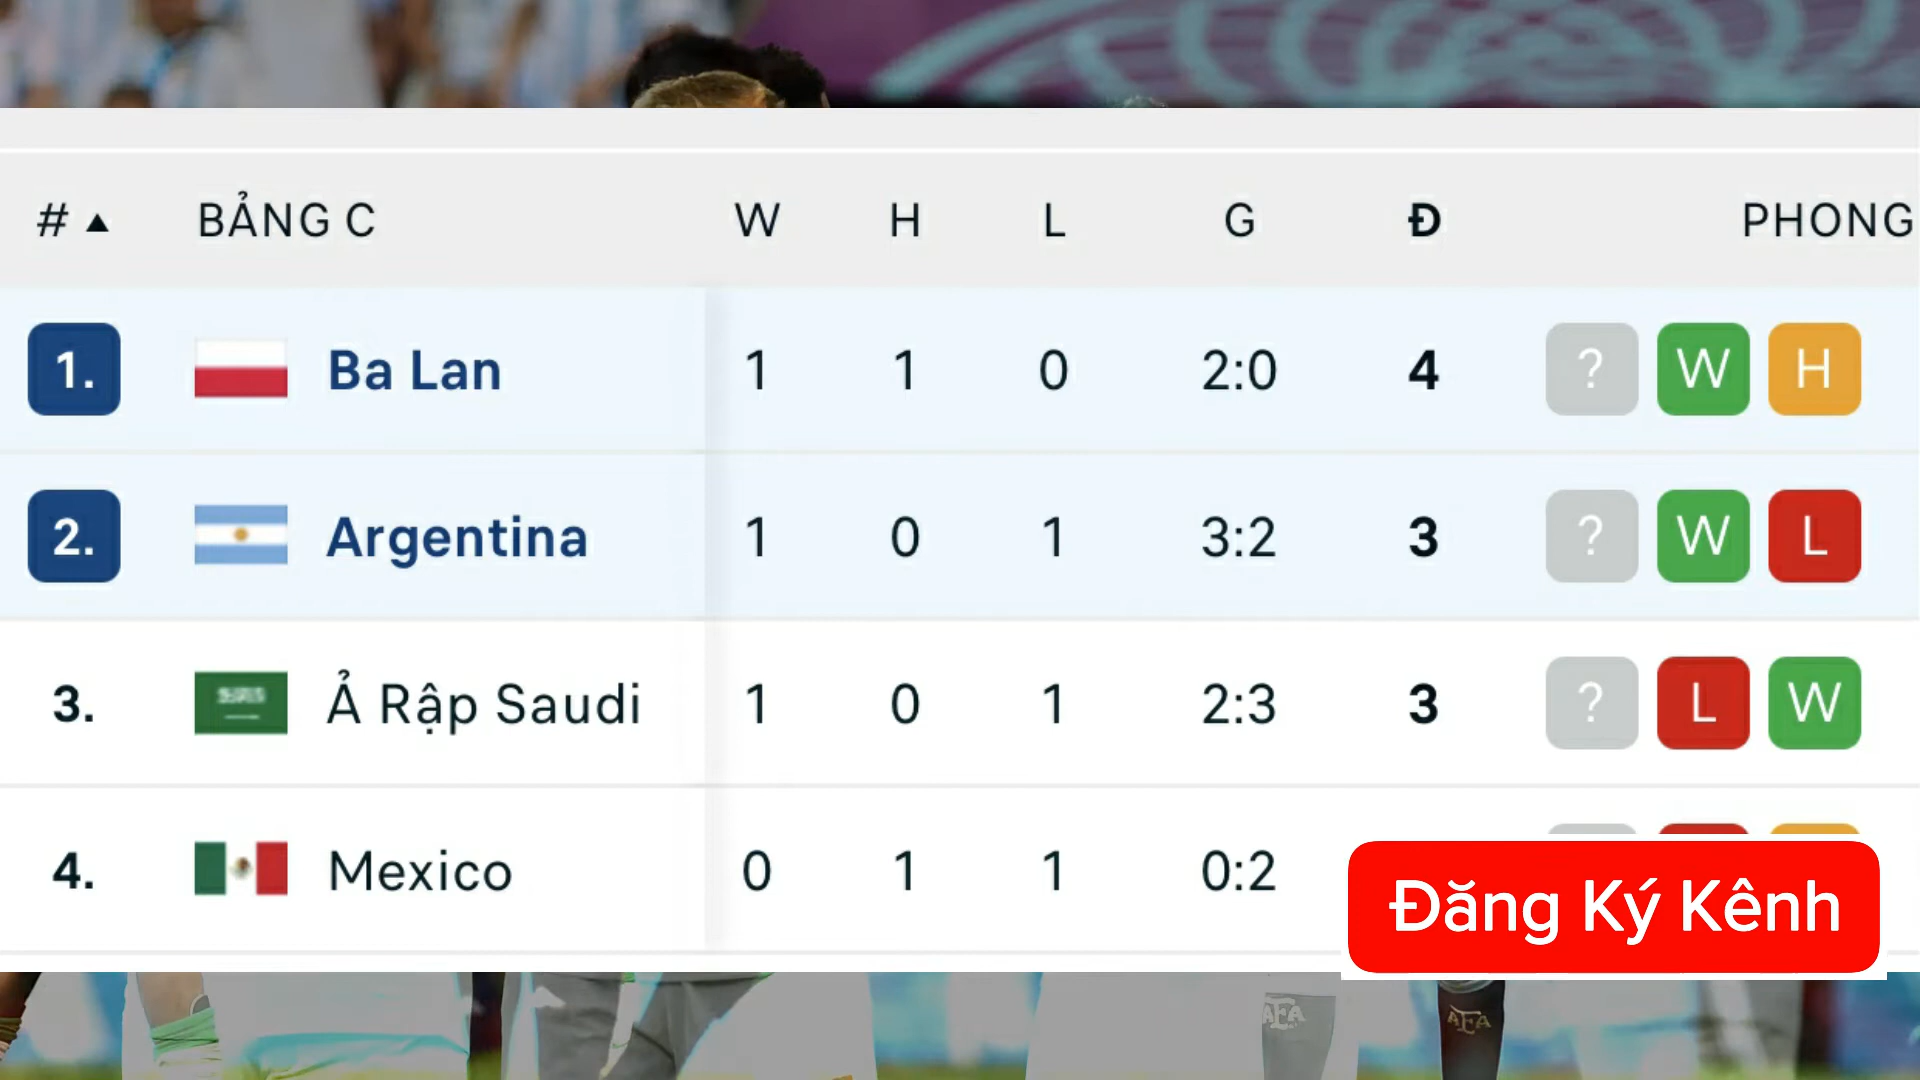 # ▲ BẢNG C W H L G Đ PHONG
1. Ba Lan 1 1 0 2:0 4 ? W H
2. Argentina 1 0 1 3:2 3 ? W L
3. Ả Rập Saudi 1 0 1 2:3 3 ? L W
4. Mexico 0 1 1 0:2
Đăng Ký Kênh
AFA AFA